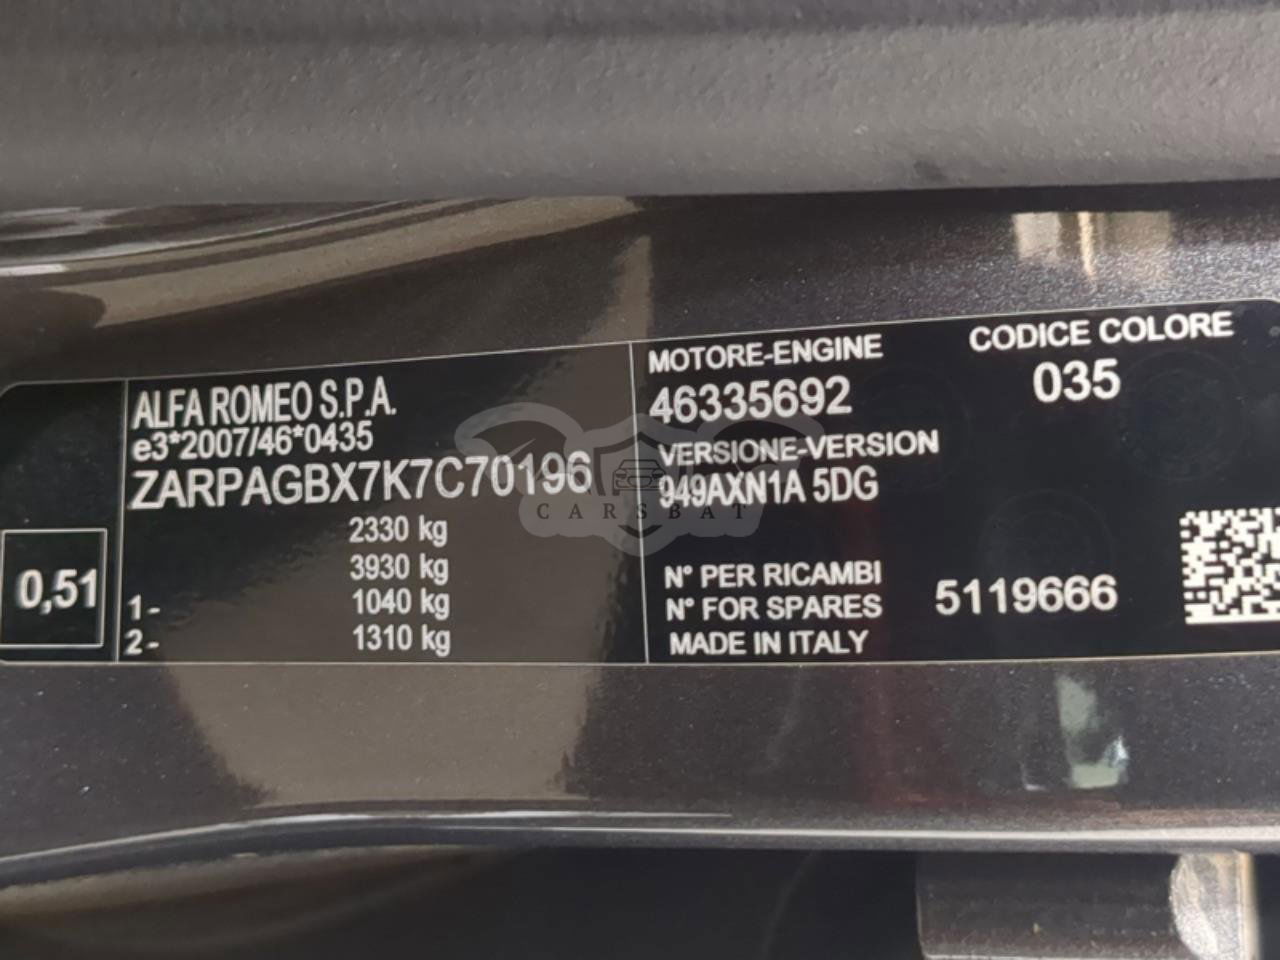 0,51
ALFA ROMEO S.P.A.
e3*2007/46*0435
ZARPAGBX7K7C70196
2330 kg
3930 kg
1- 1040 kg
2- 1310 kg
MOTORE-ENGINE
46335692
CODICE COLORE
035
VERSIONE-VERSION
949AXN1A 5DG
N° PER RICAMBI
N° FOR SPARES
5119666
MADE IN ITALY
CARSBAT